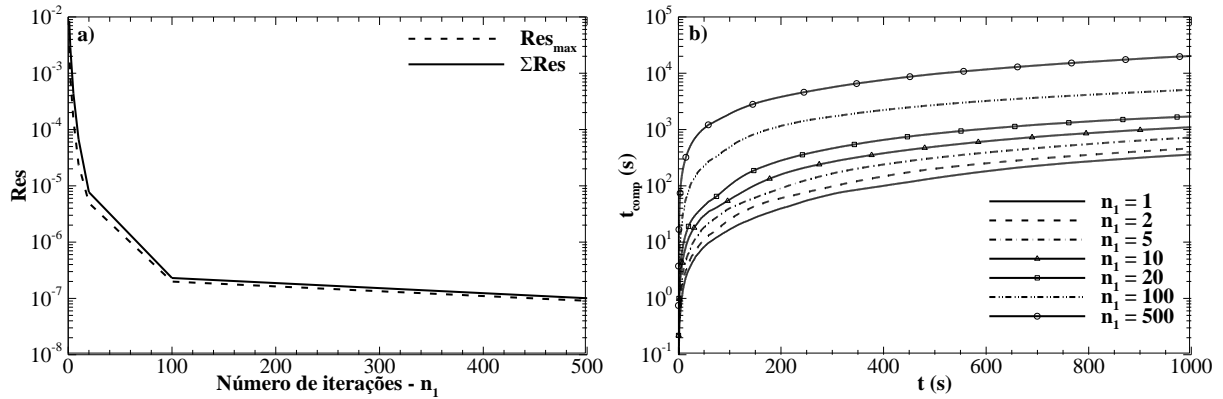 a)
Res_max
ΣRes
10^-2
10^-3
10^-4
10^-5
10^-6
10^-7
10^-8
Res
0 100 200 300 400 500
Número de iterações - n_1
b)
10^5
10^4
10^3
10^2
10^1
10^0
10^-1
t_comp (s)
n_1 = 1
n_1 = 2
n_1 = 5
n_1 = 10
n_1 = 20
n_1 = 100
n_1 = 500
0 200 400 600 800 1000
t (s)